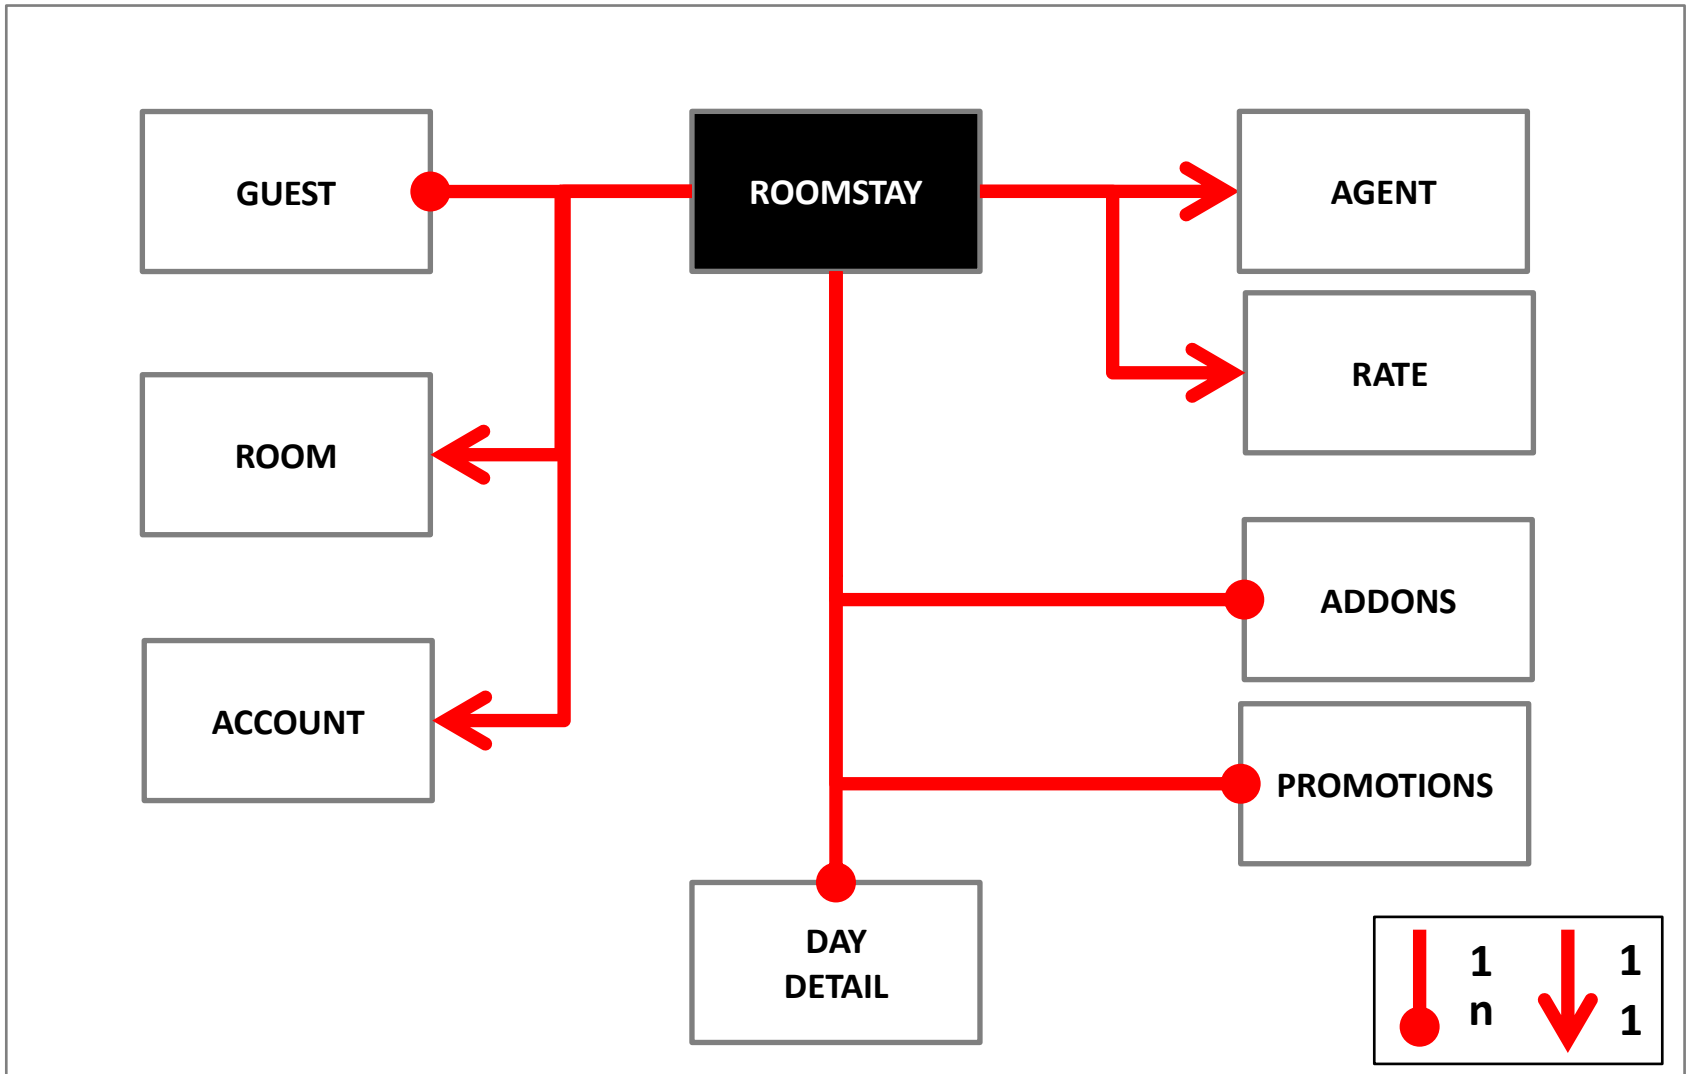 GUEST
ROOMSTAY
AGENT
RATE
ROOM
ADDONS
ACCOUNT
PROMOTIONS
DAY
DETAIL
1 1
n 1